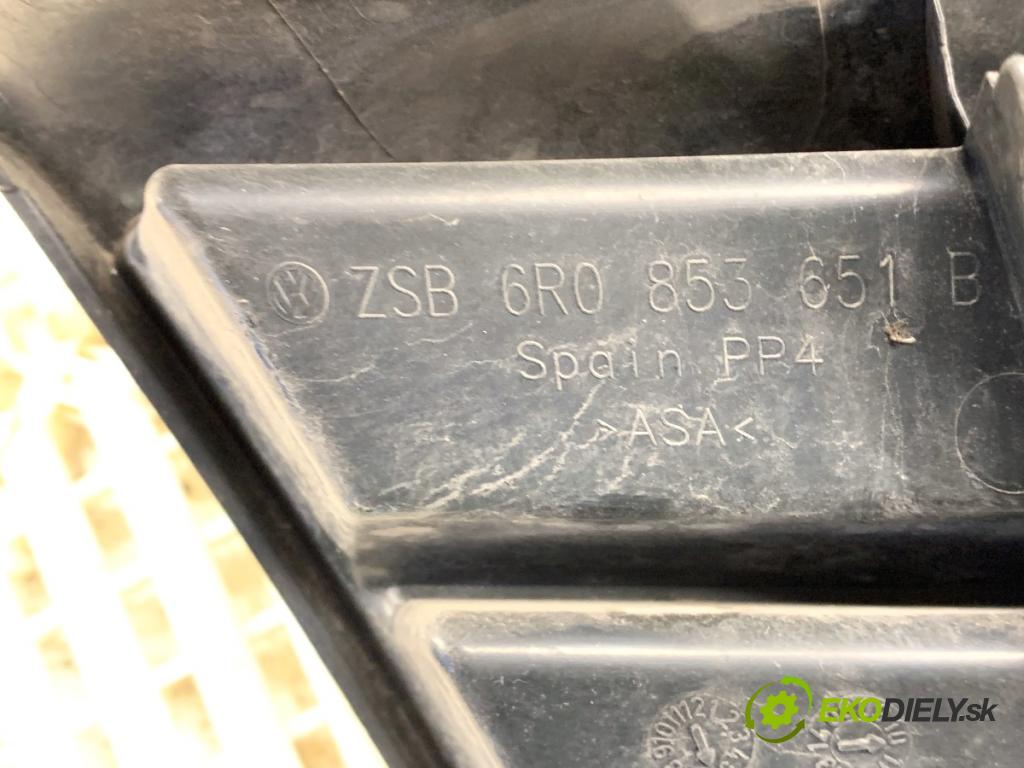 ZSB 6R0 853 651 B
Spain PP4
>ASA<
EKODIELY.sk